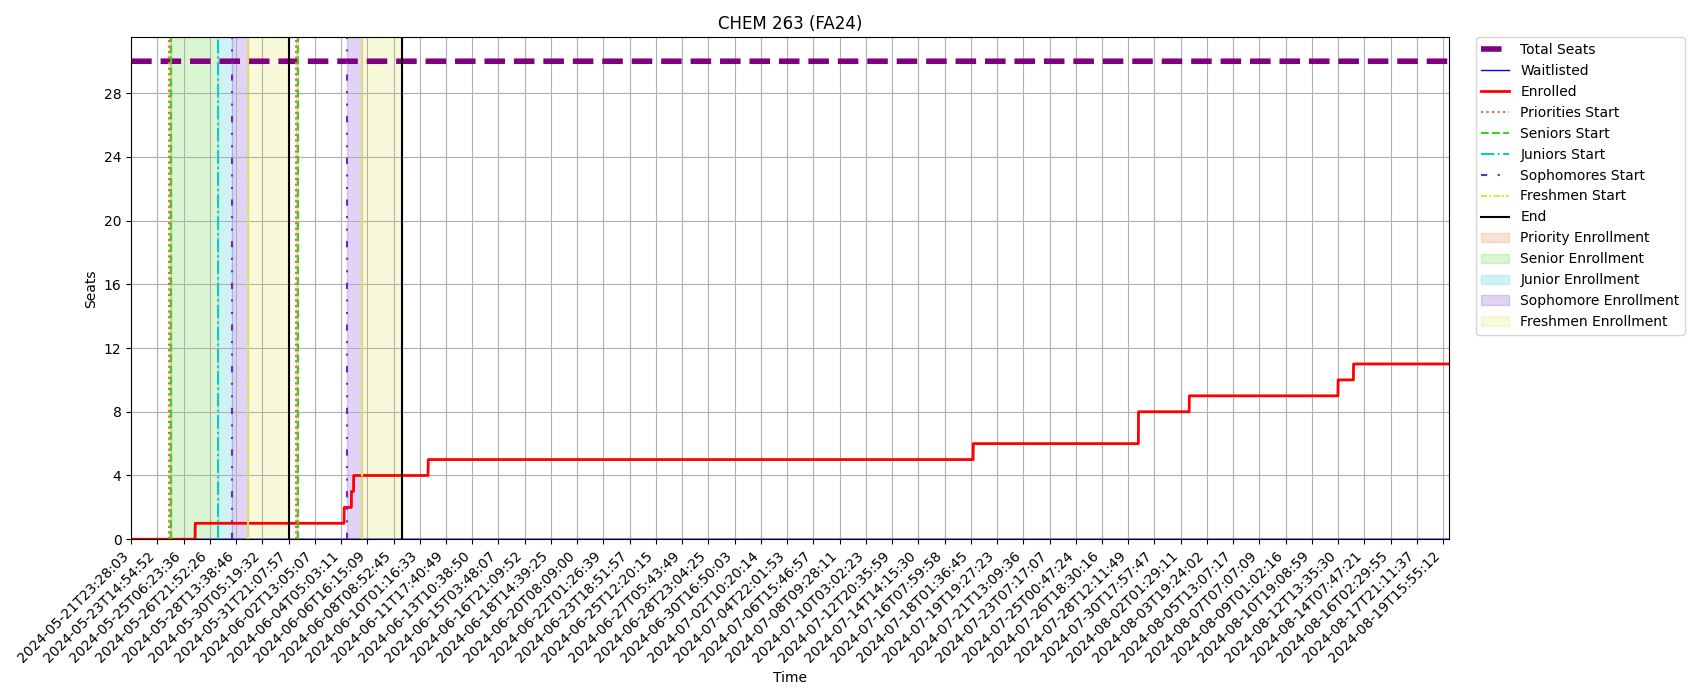 CHEM 263 (FA24)
Seats
28
24
20
16
12
8
4
0
2024-05-21T23:28:03
2024-05-23T14:54:52
2024-05-25T06:23:36
2024-05-26T21:52:26
2024-05-28T13:38:46
2024-05-30T05:19:32
2024-05-31T21:07:57
2024-06-02T13:05:07
2024-06-04T05:03:11
2024-06-06T16:15:09
2024-06-08T08:52:45
2024-06-10T01:16:33
2024-06-11T17:40:49
2024-06-13T10:38:50
2024-06-15T03:48:07
2024-06-16T21:09:52
2024-06-18T14:39:25
2024-06-20T08:09:00
2024-06-22T01:26:39
2024-06-23T18:51:57
2024-06-25T12:20:15
2024-06-27T05:43:49
2024-06-28T23:04:25
2024-06-30T16:50:03
2024-07-02T10:20:14
2024-07-04T22:01:53
2024-07-06T15:46:57
2024-07-08T09:28:11
2024-07-10T03:02:23
2024-07-12T20:35:59
2024-07-14T14:15:30
2024-07-16T07:59:58
2024-07-18T01:36:45
2024-07-19T19:27:23
2024-07-21T13:09:36
2024-07-23T07:17:07
2024-07-25T00:47:24
2024-07-26T18:30:16
2024-07-28T12:11:49
2024-07-30T17:57:47
2024-08-02T01:29:11
2024-08-03T19:24:02
2024-08-05T13:07:17
2024-08-07T07:07:09
2024-08-09T01:02:16
2024-08-10T19:08:59
2024-08-12T13:35:30
2024-08-14T07:47:21
2024-08-16T02:29:55
2024-08-17T21:11:37
2024-08-19T15:55:12
Time
Total Seats
Waitlisted
Enrolled
Priorities Start
Seniors Start
Juniors Start
Sophomores Start
Freshmen Start
End
Priority Enrollment
Senior Enrollment
Junior Enrollment
Sophomore Enrollment
Freshmen Enrollment